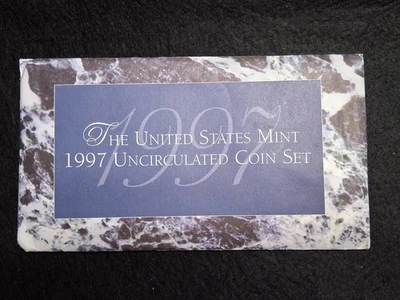 1997
The United States Mint
1997 Uncirculated Coin Set